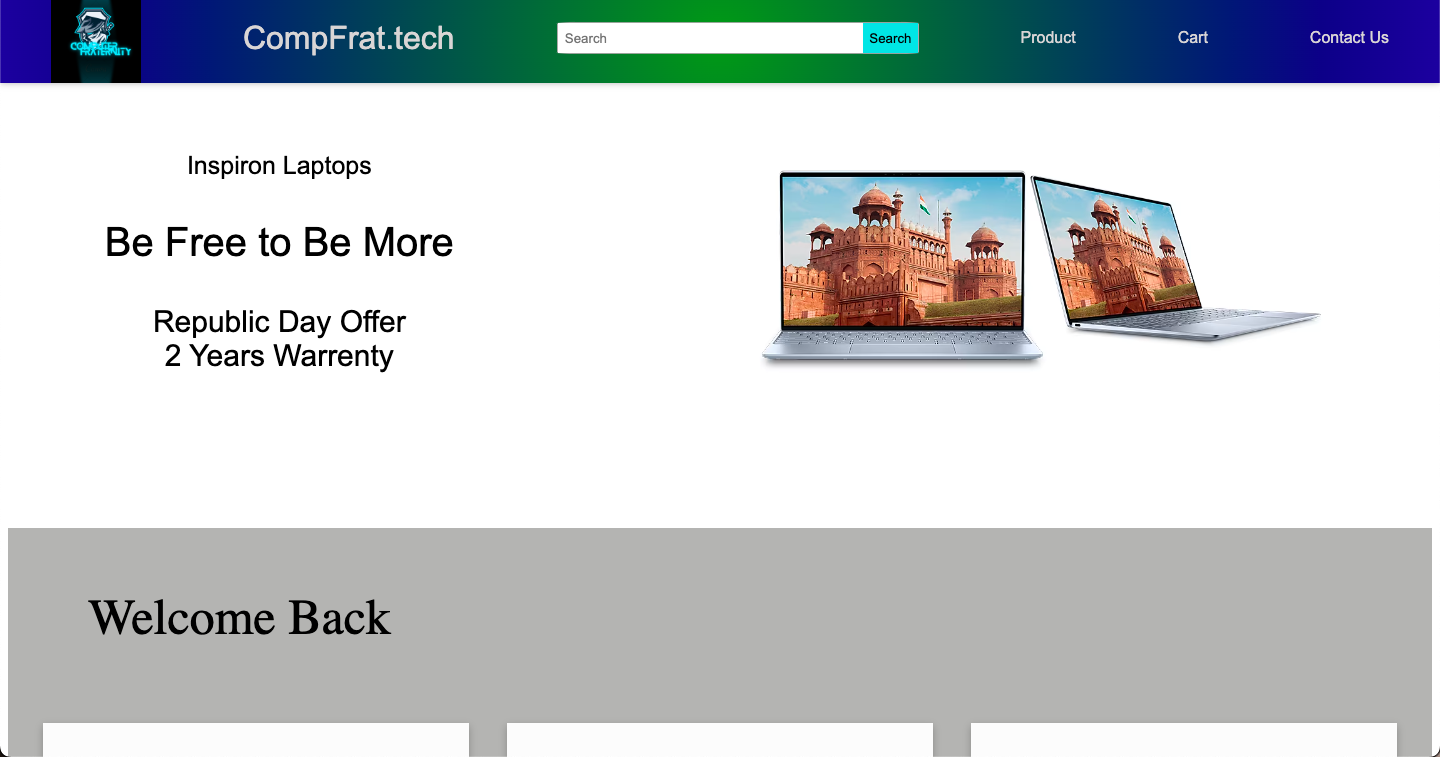 COMPUTER
FRATERNITY
CompFrat.tech
Search
Search
Product
Cart
Contact Us
Inspiron Laptops
Be Free to Be More
Republic Day Offer
2 Years Warrenty
Welcome Back